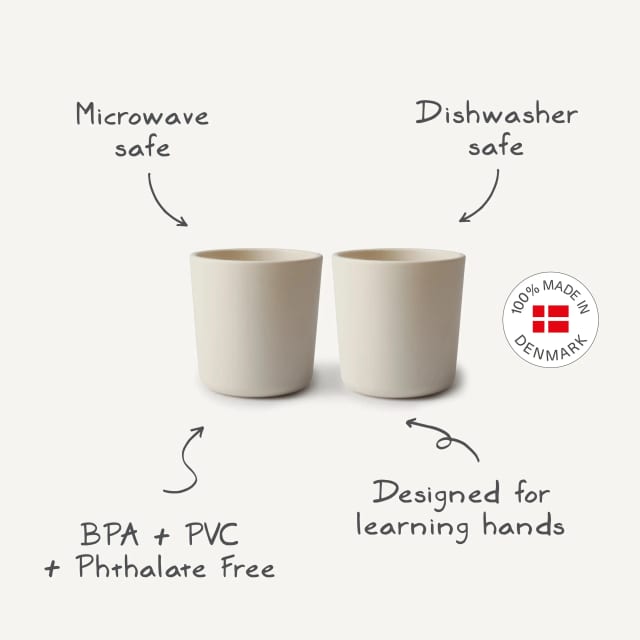 Microwave
safe
Dishwasher
safe
100% MADE IN
DENMARK
BPA + PVC
+ Phthalate Free
Designed for
learning hands